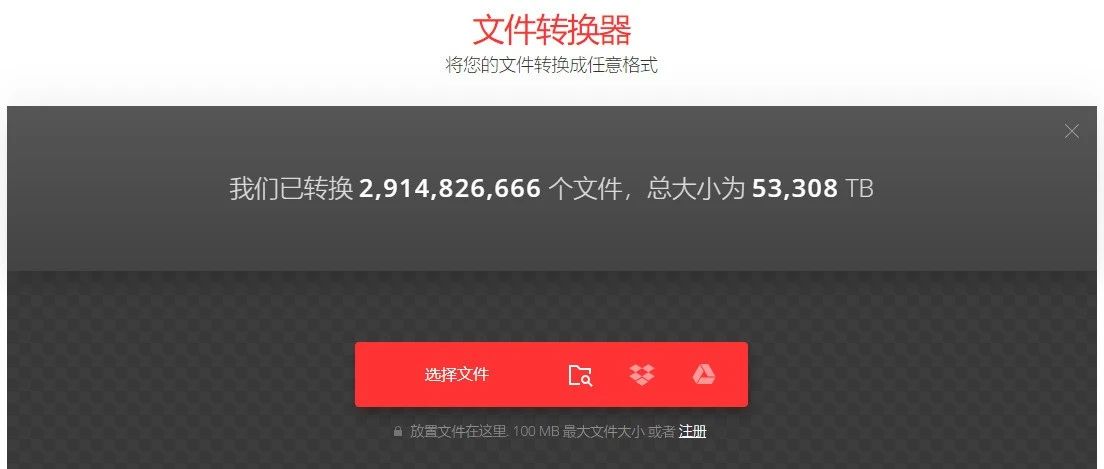 文件转换器
将您的文件转换成任意格式
我们已转换 2,914,826,666 个文件，总大小为 53,308 TB
选择文件
放置文件在这里. 100 MB 最大文件大小 或者 注册